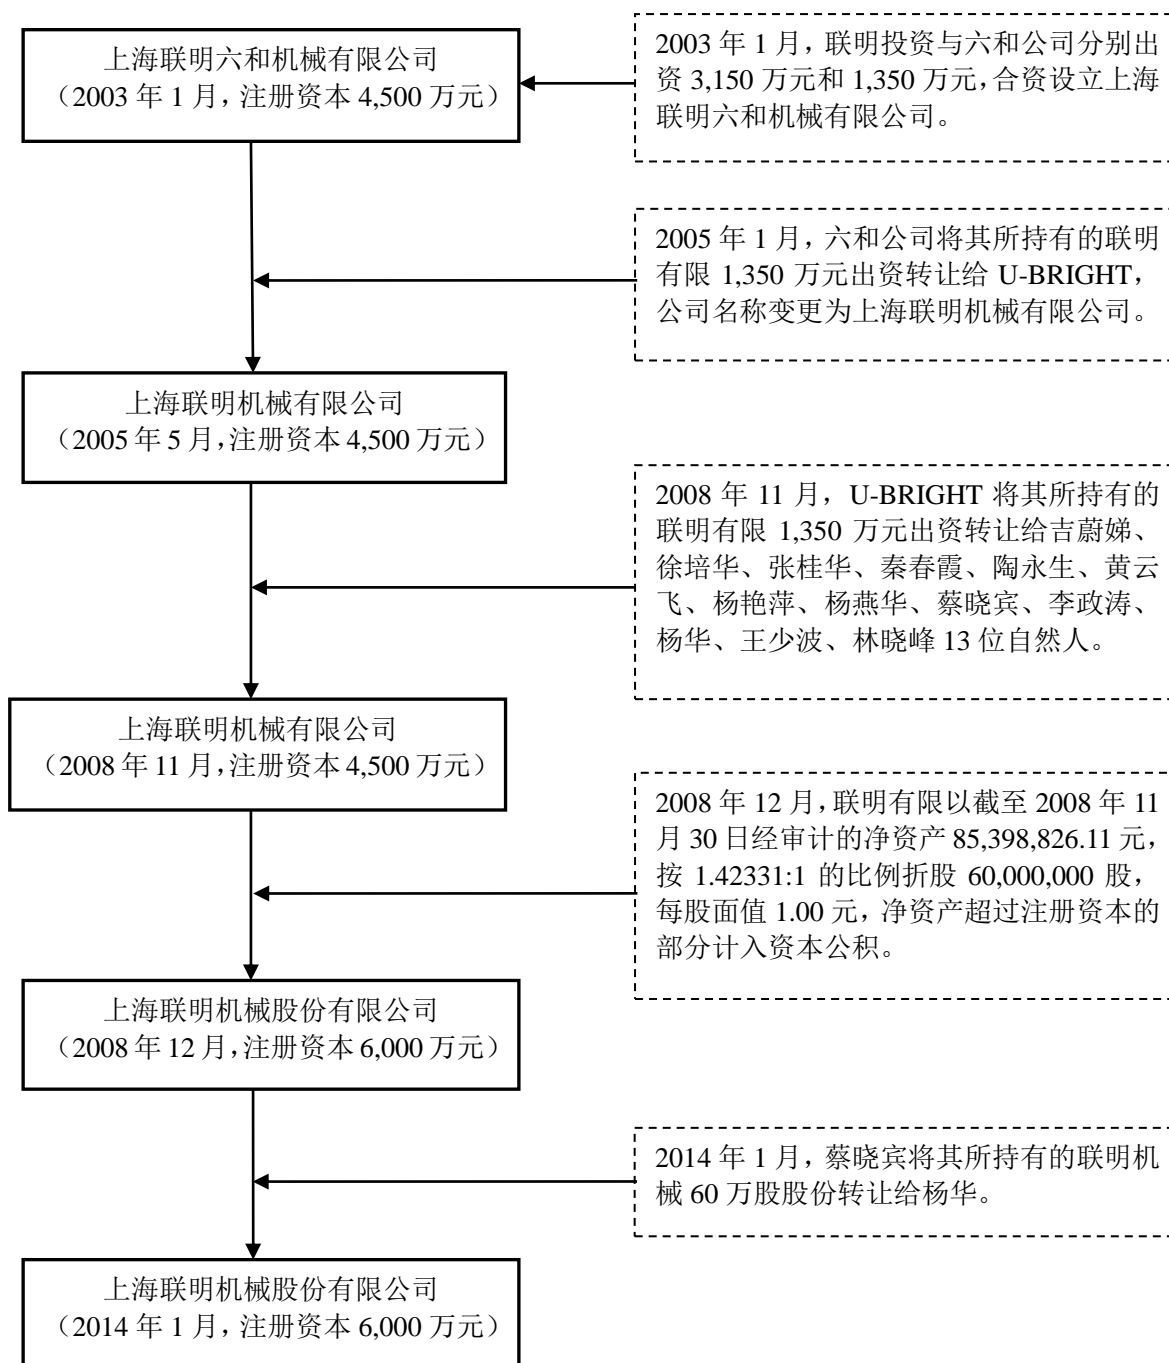 上海联明六和机械有限公司
（2003 年 1 月，注册资本 4,500 万元）
2003 年 1 月，联明投资与六和公司分别出
资 3,150 万元和 1,350 万元，合资设立上海
联明六和机械有限公司。
2005 年 1 月，六和公司将其所持有的联明
有限 1,350 万元出资转让给 U-BRIGHT，
公司名称变更为上海联明机械有限公司。
上海联明机械有限公司
（2005 年 5 月，注册资本 4,500 万元）
2008 年 11 月，U-BRIGHT 将其所持有的
联明有限 1,350 万元出资转让给吉蔚娣、
徐培华、张桂华、秦春霞、陶永生、黄云
飞、杨艳萍、杨燕华、蔡晓宾、李政涛、
杨华、王少波、林晓峰 13 位自然人。
上海联明机械有限公司
（2008 年 11 月，注册资本 4,500 万元）
2008 年 12 月，联明有限以截至 2008 年 11
月 30 日经审计的净资产 85,398,826.11 元，
按 1.42331:1 的比例折股 60,000,000 股，
每股面值 1.00 元，净资产超过注册资本的
部分计入资本公积。
上海联明机械股份有限公司
（2008 年 12 月，注册资本 6,000 万元）
2014 年 1 月，蔡晓宾将其所持有的联明机
械 60 万股股份转让给杨华。
上海联明机械股份有限公司
（2014 年 1 月，注册资本 6,000 万元）